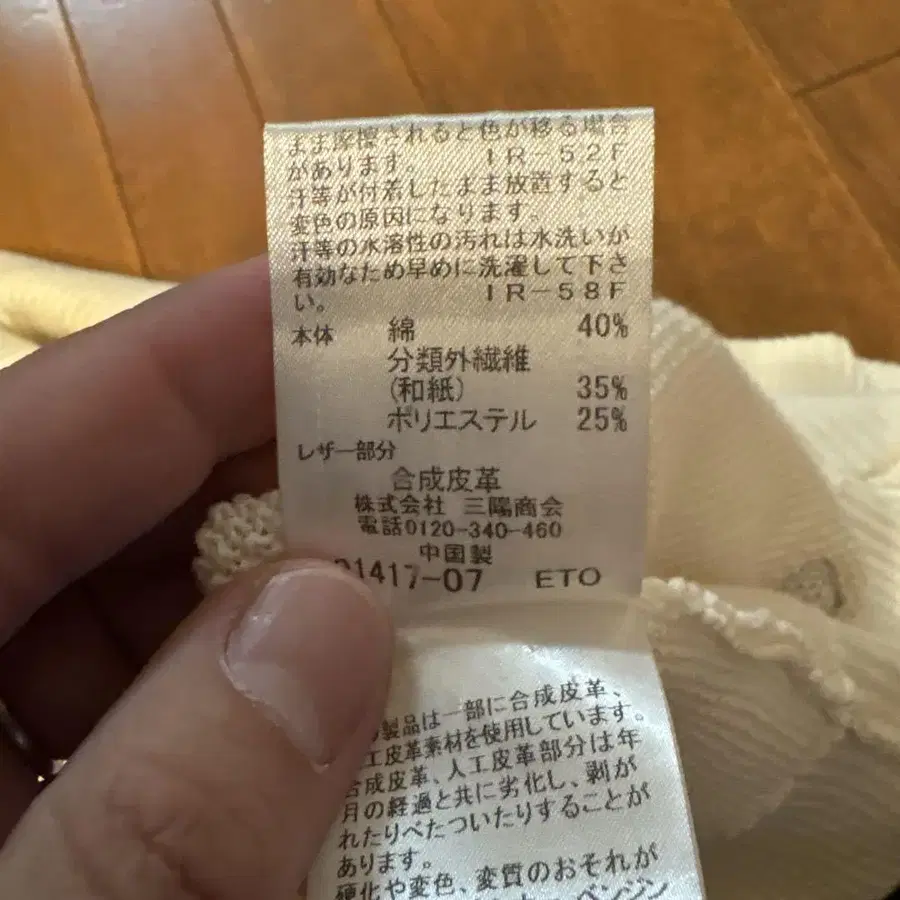 まま摩擦されると色が移る場合
があります。 IR-52F
汗等が付着したまま放置すると
変色の原因になります。
汗等の水溶性の汚れは水洗いが
有効なため早めに洗濯して下さ
い。 IR-58F
本体 綿 40%
分類外繊維
(和紙) 35%
ポリエステル 25%
レザー部分
合成皮革
株式会社 三陽商会
電話0120-340-460
中国製
1417-07 ETO
製品は一部に合成皮革、
工皮革素材を使用しています。
合成皮革、人工皮革部分は年
月の経過と共に劣化し、剥が
れたりべたついたりすることが
あります。
硬化や変色、変質のおそれが
ベンジン